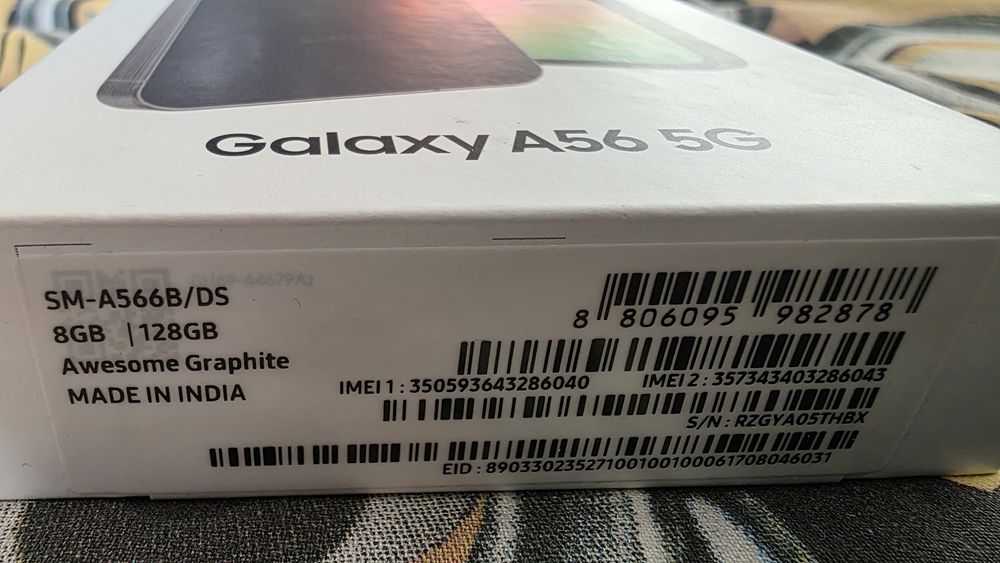 Galaxy A56 5G
SM-A566B/DS
8GB | 128GB
Awesome Graphite
MADE IN INDIA
8 806095 982878
IMEI 1 : 350593643286040
IMEI 2 : 357343403286043
S/N : RZGYA05THBX
EID : 89033023527100100100061708046031